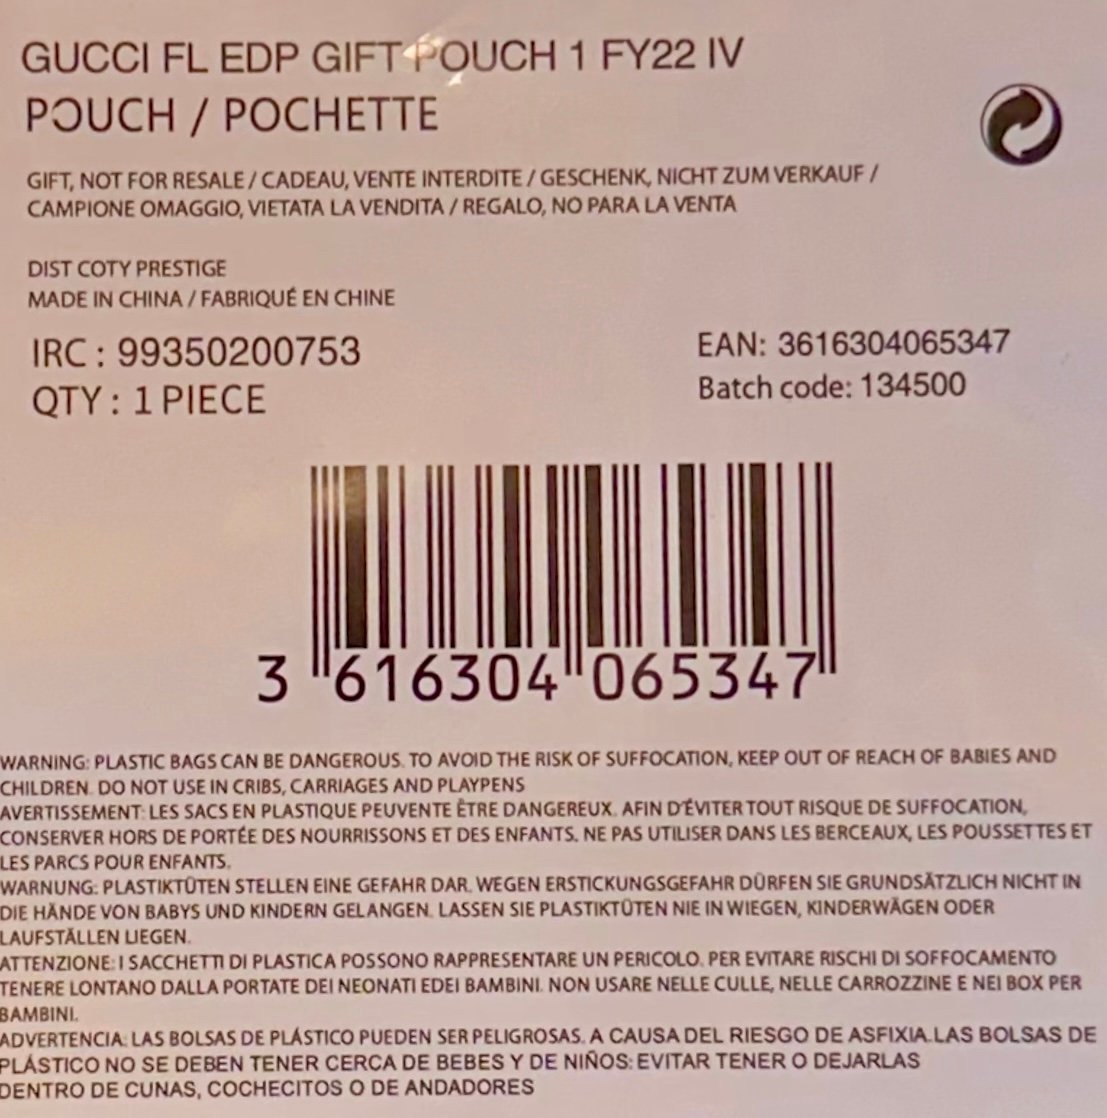 GUCCI FL EDP GIFT POUCH 1 FY22 IV
POUCH / POCHETTE
GIFT, NOT FOR RESALE / CADEAU, VENTE INTERDITE / GESCHENK, NICHT ZUM VERKAUF /
CAMPIONE OMAGGIO, VIETATA LA VENDITA / REGALO, NO PARA LA VENTA
DIST COTY PRESTIGE
MADE IN CHINA / FABRIQUÉ EN CHINE
IRC : 99350200753
QTY : 1 PIECE
EAN: 3616304065347
Batch code: 134500
3 616304 065347
WARNING: PLASTIC BAGS CAN BE DANGEROUS. TO AVOID THE RISK OF SUFFOCATION, KEEP OUT OF REACH OF BABIES AND
CHILDREN. DO NOT USE IN CRIBS, CARRIAGES AND PLAYPENS
AVERTISSEMENT: LES SACS EN PLASTIQUE PEUVENTE ÊTRE DANGEREUX. AFIN D'ÉVITER TOUT RISQUE DE SUFFOCATION,
CONSERVER HORS DE PORTÉE DES NOURRISSONS ET DES ENFANTS. NE PAS UTILISER DANS LES BERCEAUX, LES POUSSETTES ET
LES PARCS POUR ENFANTS.
WARNUNG: PLASTIKTÜTEN STELLEN EINE GEFAHR DAR. WEGEN ERSTICKUNGSGEFAHR DÜRFEN SIE GRUNDSÄTZLICH NICHT IN
DIE HÄNDE VON BABYS UND KINDERN GELANGEN. LASSEN SIE PLASTIKTÜTEN NIE IN WIEGEN, KINDERWÄGEN ODER
LAUFSTÄLLEN LIEGEN.
ATTENZIONE: I SACCHETTI DI PLASTICA POSSONO RAPPRESENTARE UN PERICOLO. PER EVITARE RISCHI DI SOFFOCAMENTO
TENERE LONTANO DALLA PORTATE DEI NEONATI EDEI BAMBINI. NON USARE NELLE CULLE, NELLE CARROZZINE E NEI BOX PER
BAMBINI.
ADVERTENCIA: LAS BOLSAS DE PLÁSTICO PUEDEN SER PELIGROSAS. A CAUSA DEL RIESGO DE ASFIXIA.LAS BOLSAS DE
PLÁSTICO NO SE DEBEN TENER CERCA DE BEBES Y DE NIÑOS: EVITAR TENER O DEJARLAS
DENTRO DE CUNAS, COCHECITOS O DE ANDADORES